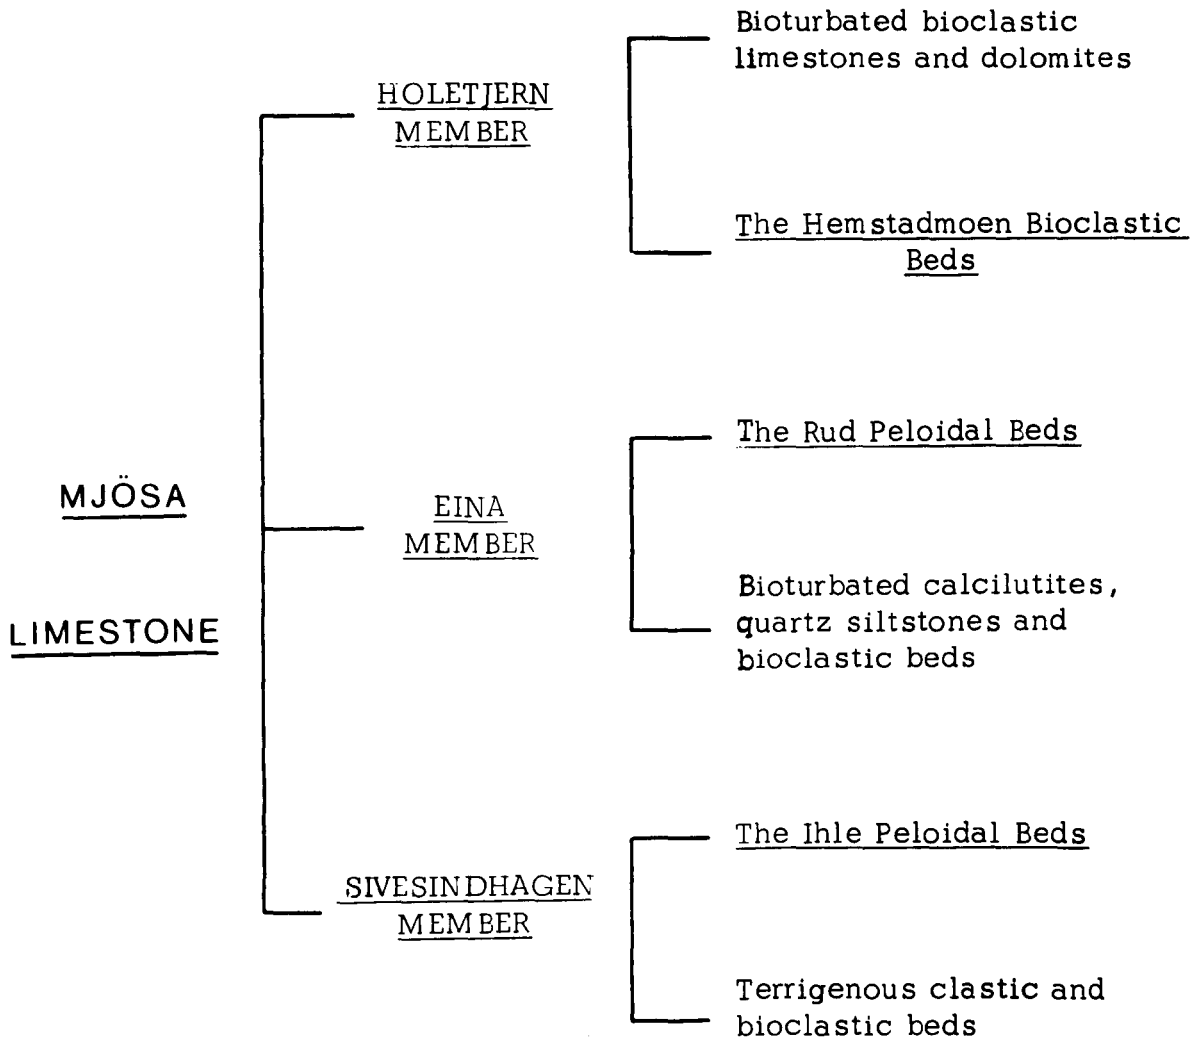 Bioturbated bioclastic
limestones and dolomites
HOLETJERN
MEMBER
The Hemstadmoen Bioclastic
Beds
The Rud Peloidal Beds
MJÖSA
LIMESTONE
EINA
MEMBER
Bioturbated calcilutites,
quartz siltstones and
bioclastic beds
The Ihle Peloidal Beds
SIVESINDHAGEN
MEMBER
Terrigenous clastic and
bioclastic beds